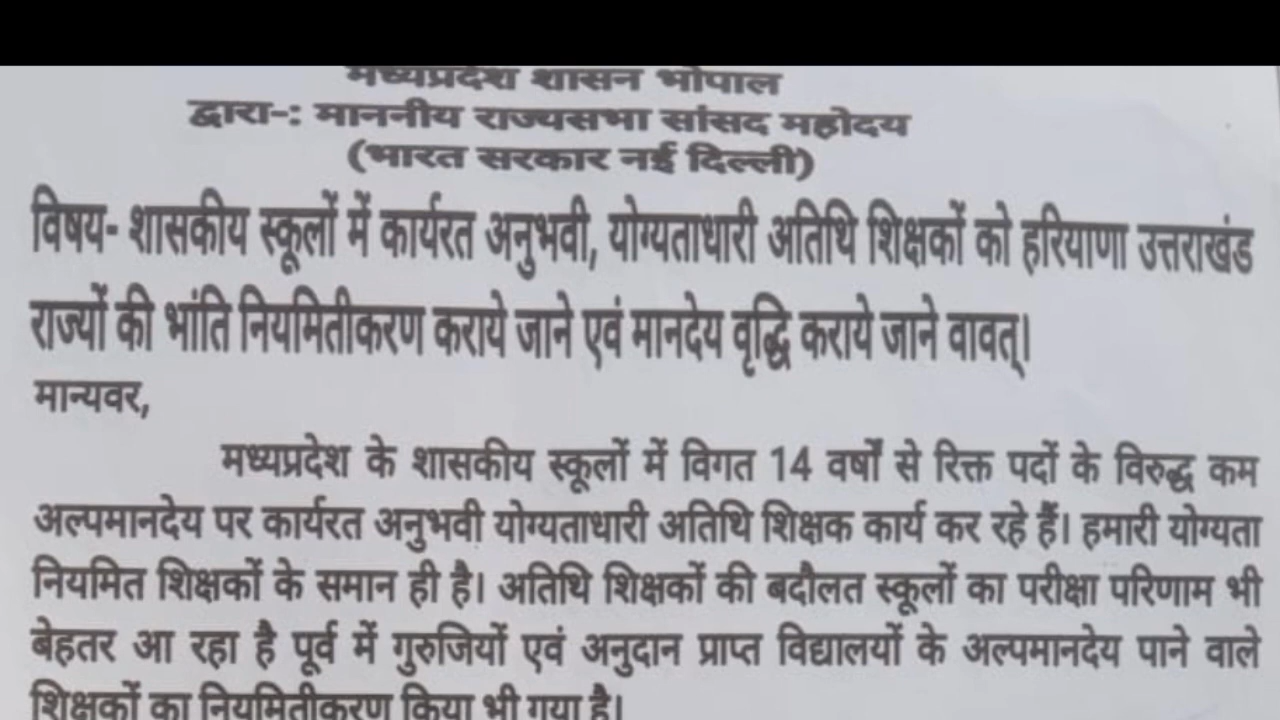 मध्यप्रदेश शासन भोपाल
द्वारा-: माननीय राज्यसभा सांसद महोदय
(भारत सरकार नई दिल्ली)
विषय- शासकीय स्कूलों में कार्यरत अनुभवी, योग्यताधारी अतिथि शिक्षकों को हरियाणा उत्तराखंड
राज्यों की भांति नियमितीकरण कराये जाने एवं मानदेय वृद्धि कराये जाने वावत्।
मान्यवर,
मध्यप्रदेश के शासकीय स्कूलों में विगत 14 वर्षों से रिक्त पदों के विरुद्ध कम
अल्पमानदेय पर कार्यरत अनुभवी योग्यताधारी अतिथि शिक्षक कार्य कर रहे हैं। हमारी योग्यता
नियमित शिक्षकों के समान ही है। अतिथि शिक्षकों की बदौलत स्कूलों का परीक्षा परिणाम भी
बेहतर आ रहा है पूर्व में गुरुजियों एवं अनुदान प्राप्त विद्यालयों के अल्पमानदेय पाने वाले
शिक्षकों का नियमितीकरण किया भी गया है।